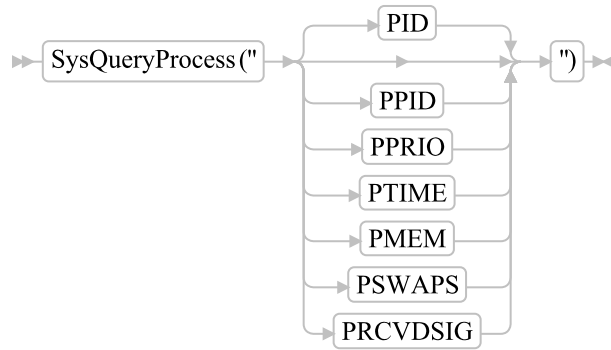 PID
SysQueryProcess(" ")
PPID
PPRIO
PTIME
PMEM
PSWAPS
PRCVDSIG